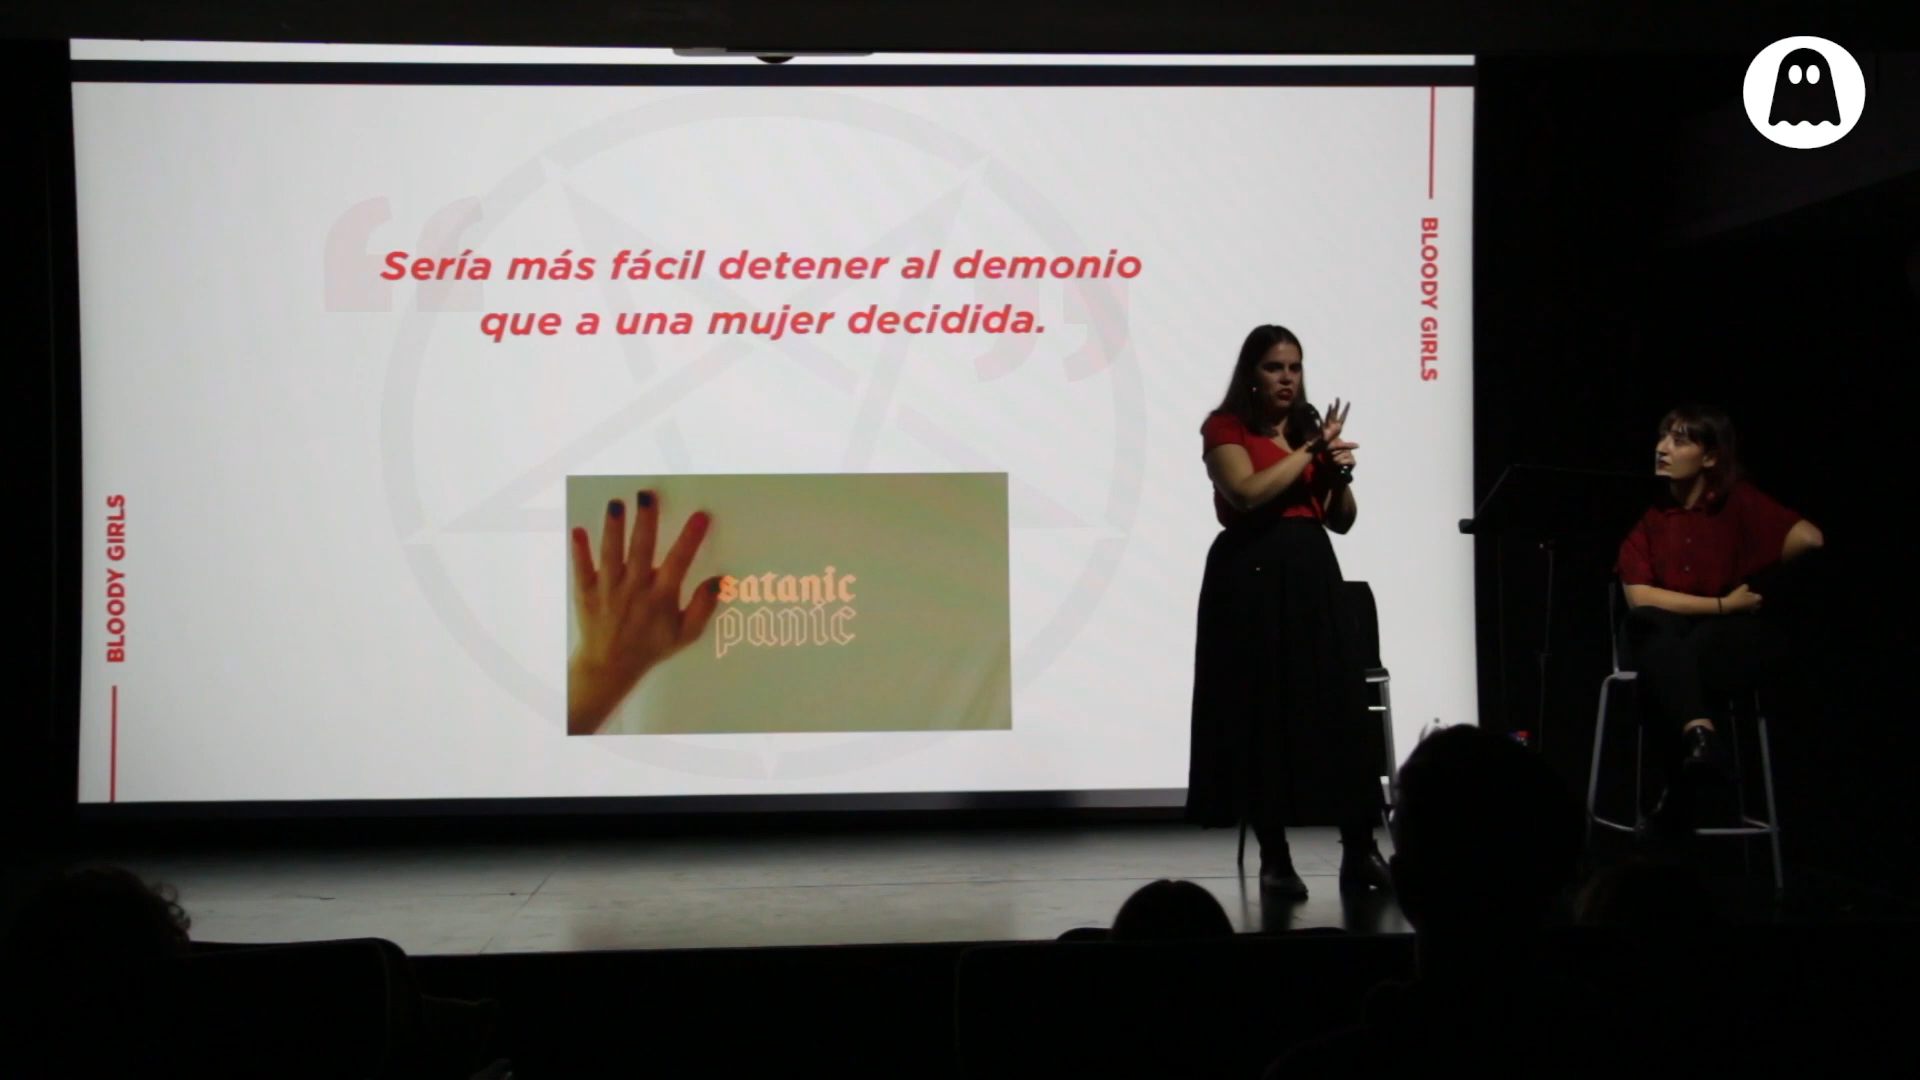 Sería más fácil detener al demonio
que a una mujer decidida.
satanic
panic
BLOODY GIRLS
BLOODY GIRLS